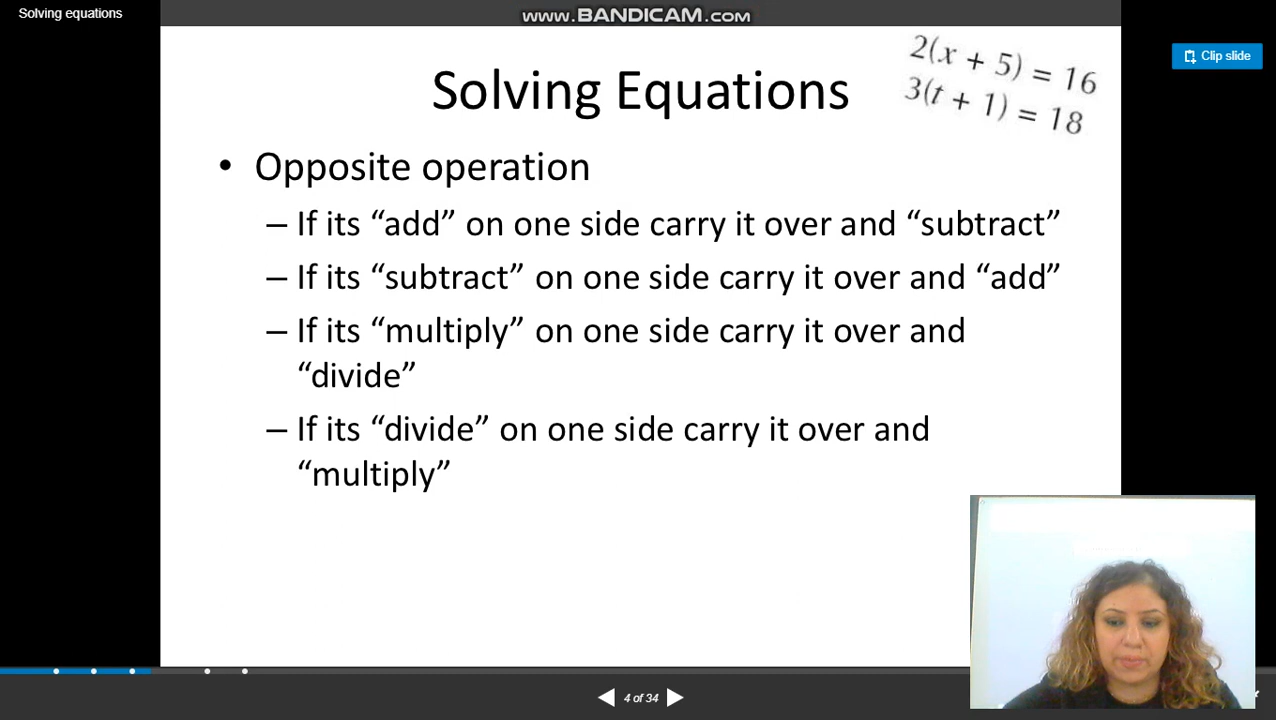 Solving equations
www.BANDICAM.com
Clip slide
2(x + 5) = 16
3(t + 1) = 18
Solving Equations
• Opposite operation
– If its “add” on one side carry it over and “subtract”
– If its “subtract” on one side carry it over and “add”
– If its “multiply” on one side carry it over and
“divide”
– If its “divide” on one side carry it over and
“multiply”
4 of 34